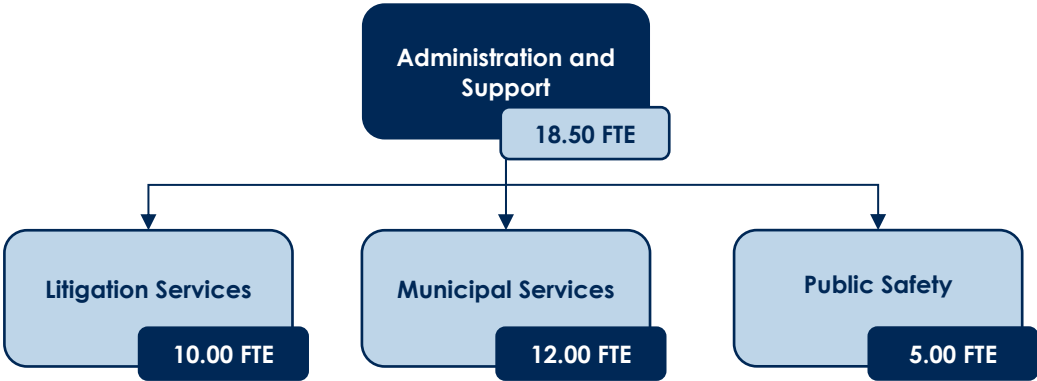 Administration and
Support
18.50 FTE
Litigation Services
10.00 FTE
Municipal Services
12.00 FTE
Public Safety
5.00 FTE